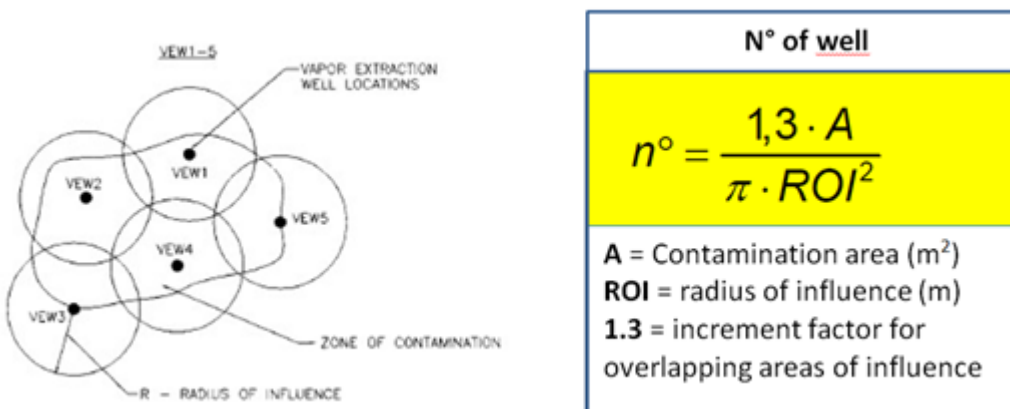 VEW1-5
VAPOR EXTRACTION
WELL LOCATIONS
VEW1
VEW2
VEW5
VEW4
VEW3
ZONE OF CONTAMINATION
R - RADIUS OF INFLUENCE
N° of well
n° = 1,3 · A / π · ROI²
A = Contamination area (m²)
ROI = radius of influence (m)
1.3 = increment factor for
overlapping areas of influence